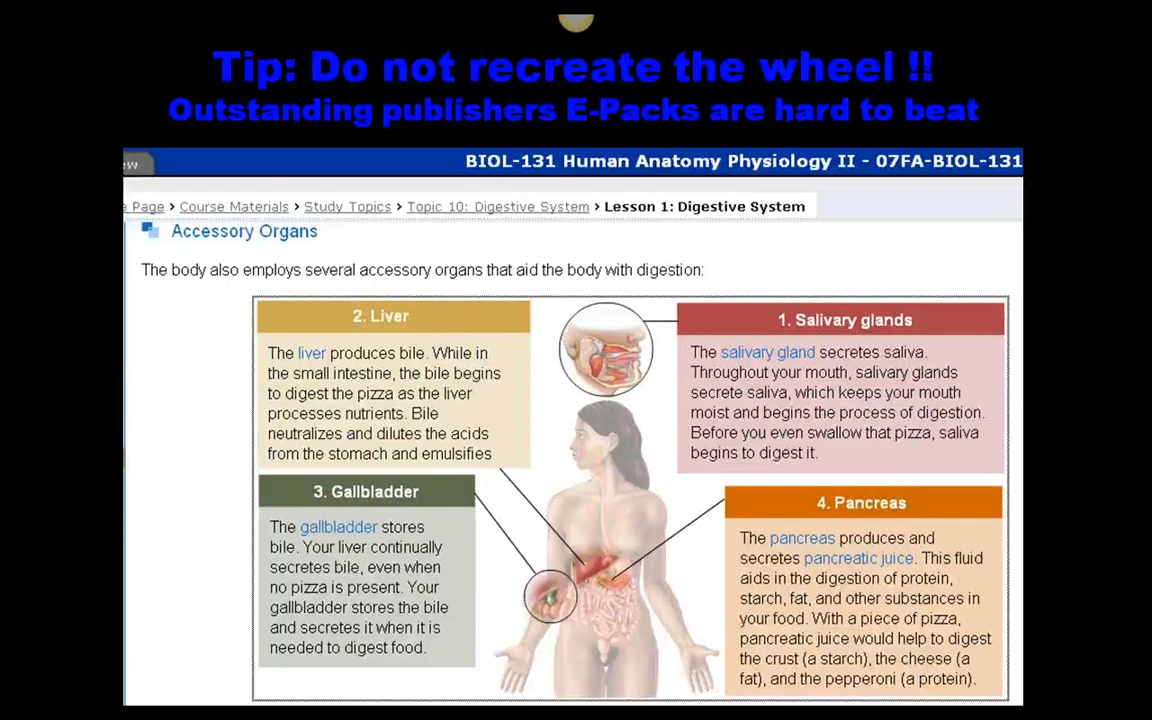 Tip: Do not recreate the wheel !!
Outstanding publishers E-Packs are hard to beat
ew
BIOL-131 Human Anatomy Physiology II - 07FA-BIOL-131
e Page > Course Materials > Study Topics > Topic 10: Digestive System > Lesson 1: Digestive System
Accessory Organs
The body also employs several accessory organs that aid the body with digestion:
1. Salivary glands
The salivary gland secretes saliva.
Throughout your mouth, salivary glands
secrete saliva, which keeps your mouth
moist and begins the process of digestion.
Before you even swallow that pizza, saliva
begins to digest it.
2. Liver
The liver produces bile. While in
the small intestine, the bile begins
to digest the pizza as the liver
processes nutrients. Bile
neutralizes and dilutes the acids
from the stomach and emulsifies
3. Gallbladder
The gallbladder stores
bile. Your liver continually
secretes bile, even when
no pizza is present. Your
gallbladder stores the bile
and secretes it when it is
needed to digest food.
4. Pancreas
The pancreas produces and
secretes pancreatic juice. This fluid
aids in the digestion of protein,
starch, fat, and other substances in
your food. With a piece of pizza,
pancreatic juice would help to digest
the crust (a starch), the cheese (a
fat), and the pepperoni (a protein).